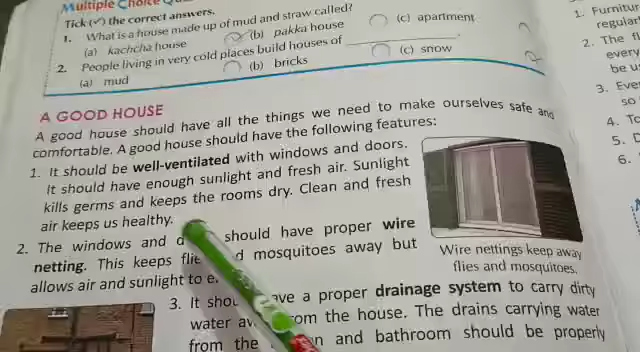 Multiple Choice
Tick (✓) the correct answers.
1. What is a house made up of mud and straw called?
(a) kachcha house (b) pakka house (c) apartment
2. People living in very cold places build houses of ____________.
(a) mud (b) bricks (c) snow
A GOOD HOUSE
A good house should have all the things we need to make ourselves safe and
comfortable. A good house should have the following features:
1. It should be well-ventilated with windows and doors.
It should have enough sunlight and fresh air. Sunlight
kills germs and keeps the rooms dry. Clean and fresh
air keeps us healthy.
2. The windows and should have proper wire
netting. This keeps mosquitoes away but
allows air and sunlight to
Wire nettings keep away
flies and mosquitoes.
3. It a proper drainage system to carry dirty
water the house. The drains carrying water
from the and bathroom should be properly
1. Furnitur
regular
2. The
every
be
3.
so
4.
5.
6.